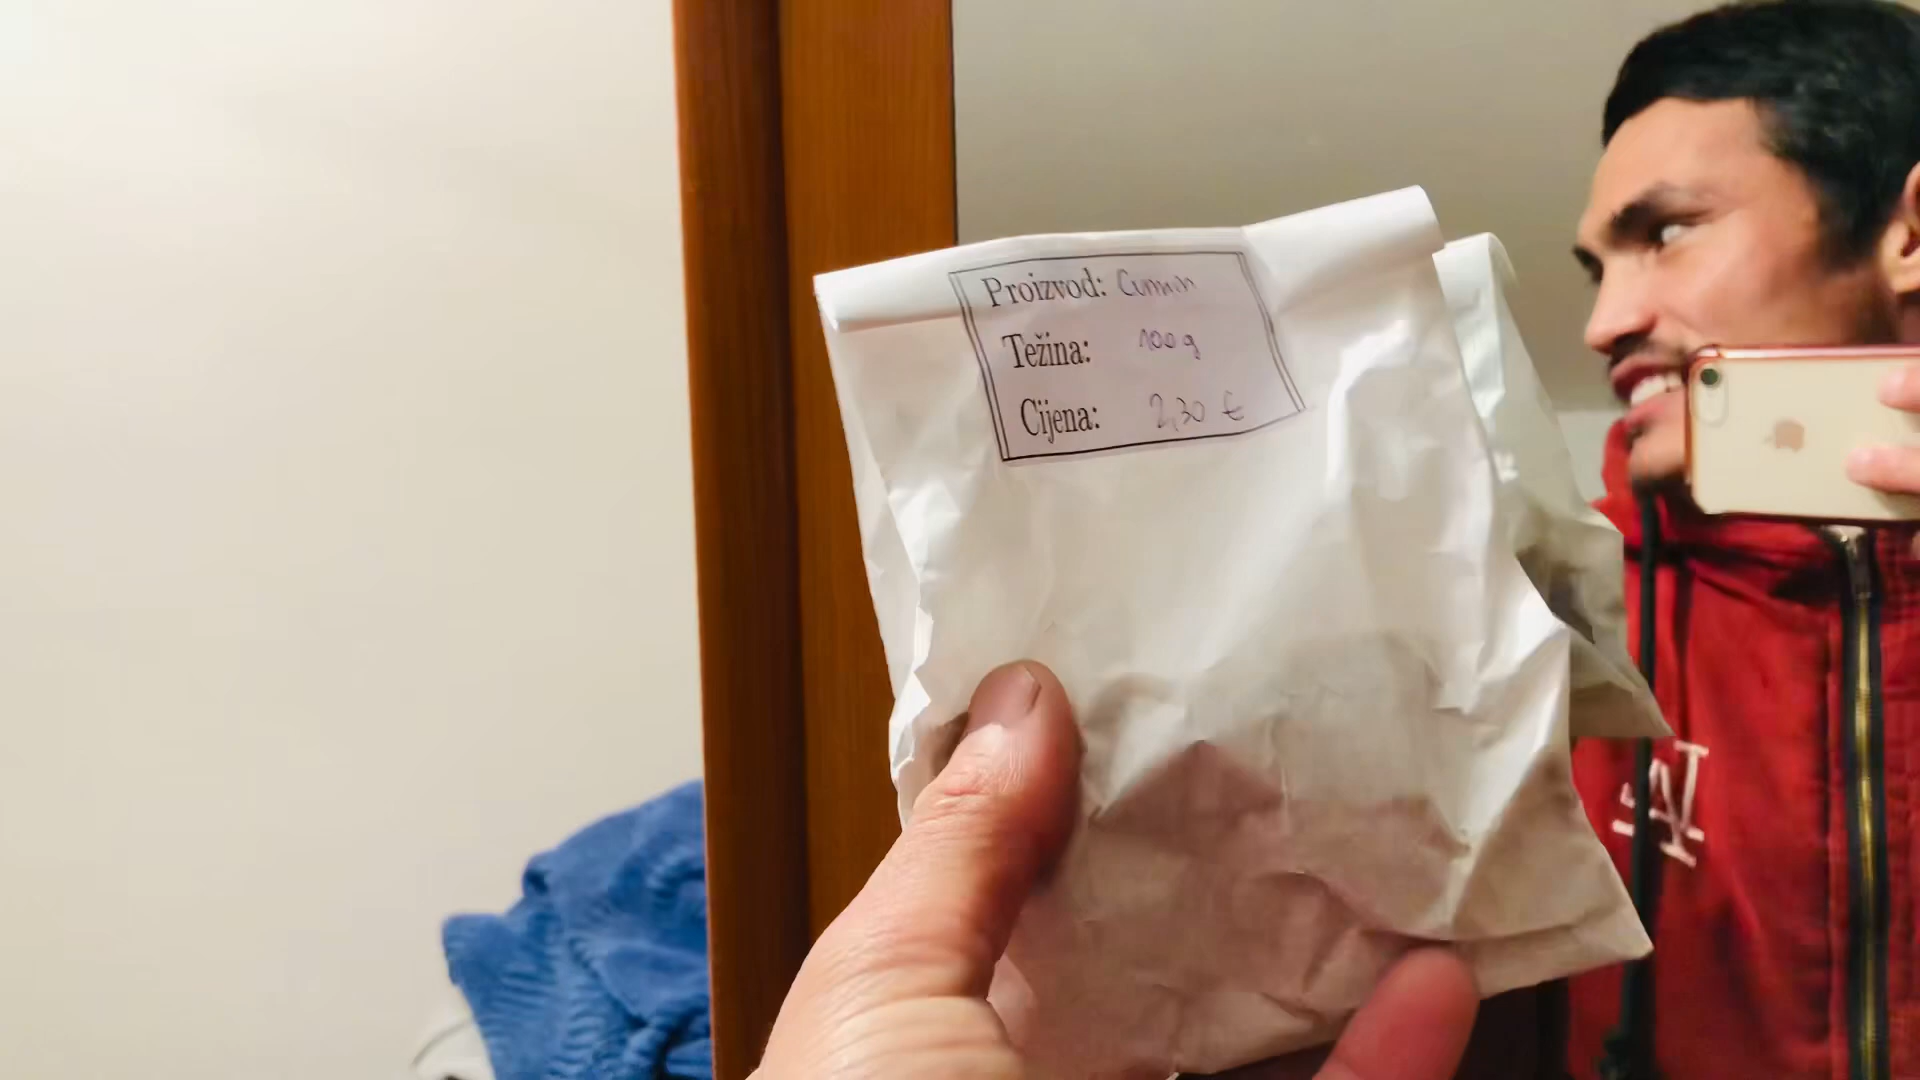 Proizvod: Cumin
Težina: 100 g
Cijena: 2,30 €